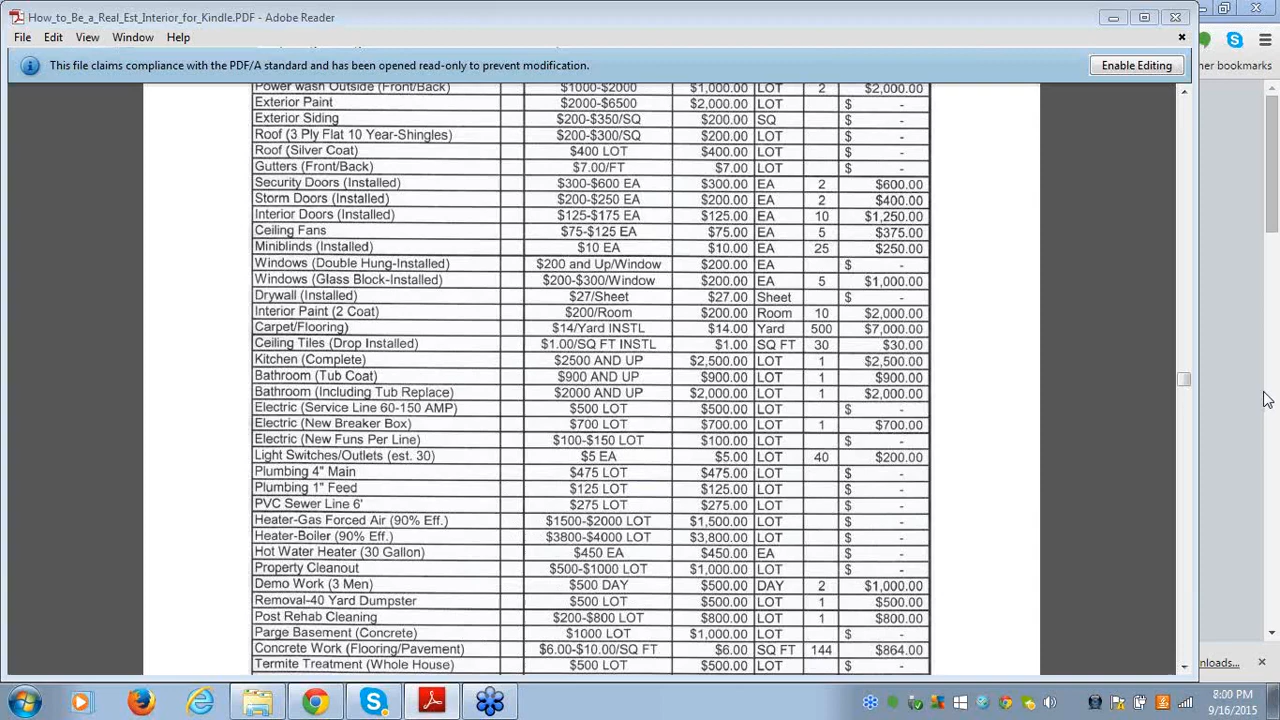 How_to_Be_a_Real_Est_Interior_for_Kindle.PDF - Adobe Reader
File Edit View Window Help
This file claims compliance with the PDF/A standard and has been opened read-only to prevent modification. Enable Editing
her bookmarks
Power wash Outside (Front/Back) $1000-$2000 $1,000.00 LOT 2 $2,000.00
Exterior Paint $2000-$6500 $2,000.00 LOT $ -
Exterior Siding $200-$350/SQ $200.00 SQ $ -
Roof (3 Ply Flat 10 Year-Shingles) $200-$300/SQ $200.00 LOT $ -
Roof (Silver Coat) $400 LOT $400.00 LOT $ -
Gutters (Front/Back) $7.00/FT $7.00 LOT $ -
Security Doors (Installed) $300-$600 EA $300.00 EA 2 $600.00
Storm Doors (Installed) $200-$250 EA $200.00 EA 2 $400.00
Interior Doors (Installed) $125-$175 EA $125.00 EA 10 $1,250.00
Ceiling Fans $75-$125 EA $75.00 EA 5 $375.00
Miniblinds (Installed) $10 EA $10.00 EA 25 $250.00
Windows (Double Hung-Installed) $200 and Up/Window $200.00 EA $ -
Windows (Glass Block-Installed) $200-$300/Window $200.00 EA 5 $1,000.00
Drywall (Installed) $27/Sheet $27.00 Sheet $ -
Interior Paint (2 Coat) $200/Room $200.00 Room 10 $2,000.00
Carpet/Flooring) $14/Yard INSTL $14.00 Yard 500 $7,000.00
Ceiling Tiles (Drop Installed) $1.00/SQ FT INSTL $1.00 SQ FT 30 $30.00
Kitchen (Complete) $2500 AND UP $2,500.00 LOT 1 $2,500.00
Bathroom (Tub Coat) $900 AND UP $900.00 LOT 1 $900.00
Bathroom (Including Tub Replace) $2000 AND UP $2,000.00 LOT 1 $2,000.00
Electric (Service Line 60-150 AMP) $500 LOT $500.00 LOT $ -
Electric (New Breaker Box) $700 LOT $700.00 LOT 1 $700.00
Electric (New Funs Per Line) $100-$150 LOT $100.00 LOT $ -
Light Switches/Outlets (est. 30) $5 EA $5.00 LOT 40 $200.00
Plumbing 4" Main $475 LOT $475.00 LOT $ -
Plumbing 1" Feed $125 LOT $125.00 LOT $ -
PVC Sewer Line 6' $275 LOT $275.00 LOT $ -
Heater-Gas Forced Air (90% Eff.) $1500-$2000 LOT $1,500.00 LOT $ -
Heater-Boiler (90% Eff.) $3800-$4000 LOT $3,800.00 LOT $ -
Hot Water Heater (30 Gallon) $450 EA $450.00 EA $ -
Property Cleanout $500-$1000 LOT $1,000.00 LOT $ -
Demo Work (3 Men) $500 DAY $500.00 DAY 2 $1,000.00
Removal-40 Yard Dumpster $500 LOT $500.00 LOT 1 $500.00
Post Rehab Cleaning $200-$800 LOT $800.00 LOT 1 $800.00
Parge Basement (Concrete) $1000 LOT $1,000.00 LOT $ -
Concrete Work (Flooring/Pavement) $6.00-$10.00/SQ FT $6.00 SQ FT 144 $864.00
Termite Treatment (Whole House) $500 LOT $500.00 LOT $ -
nloads...
8:00 PM
9/16/2015